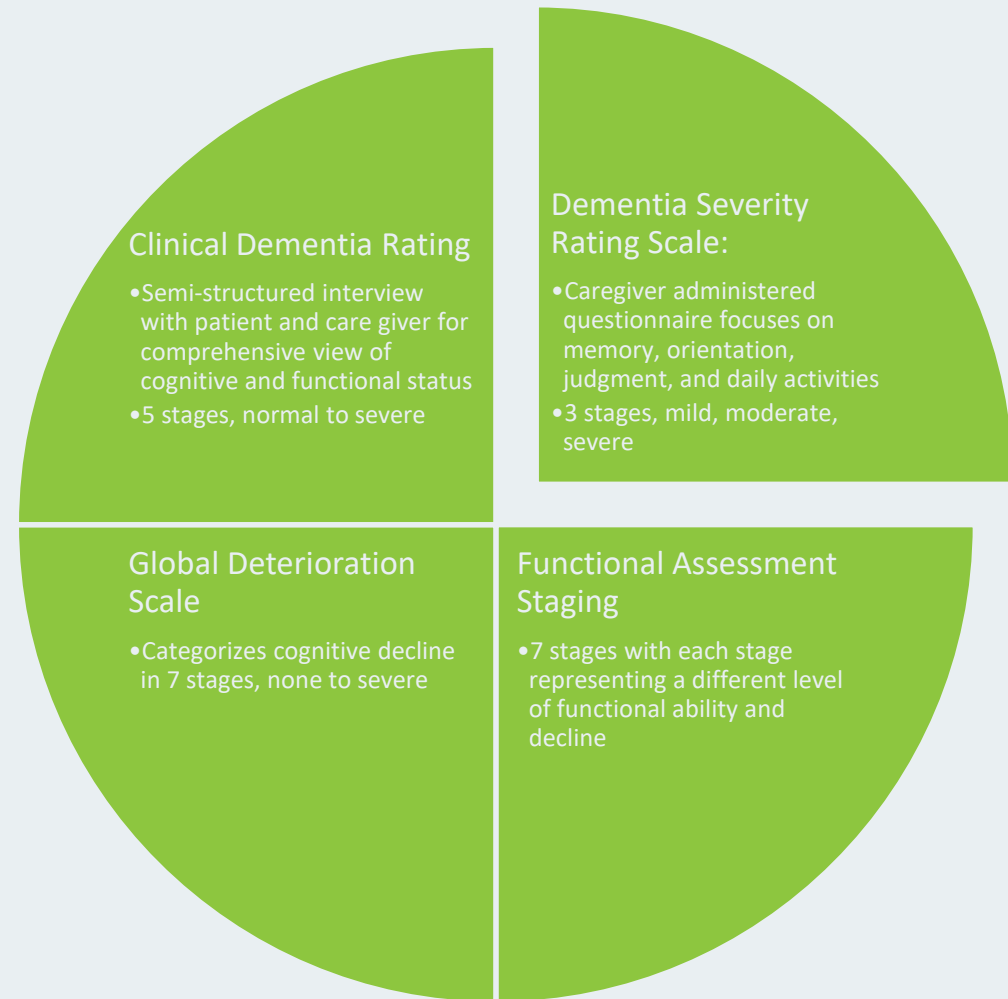 Clinical Dementia Rating
•Semi-structured interview
with patient and care giver for
comprehensive view of
cognitive and functional status
•5 stages, normal to severe
Dementia Severity
Rating Scale:
•Caregiver administered
questionnaire focuses on
memory, orientation,
judgment, and daily activities
•3 stages, mild, moderate,
severe
Global Deterioration
Scale
•Categorizes cognitive decline
in 7 stages, none to severe
Functional Assessment
Staging
•7 stages with each stage
representing a different level
of functional ability and
decline